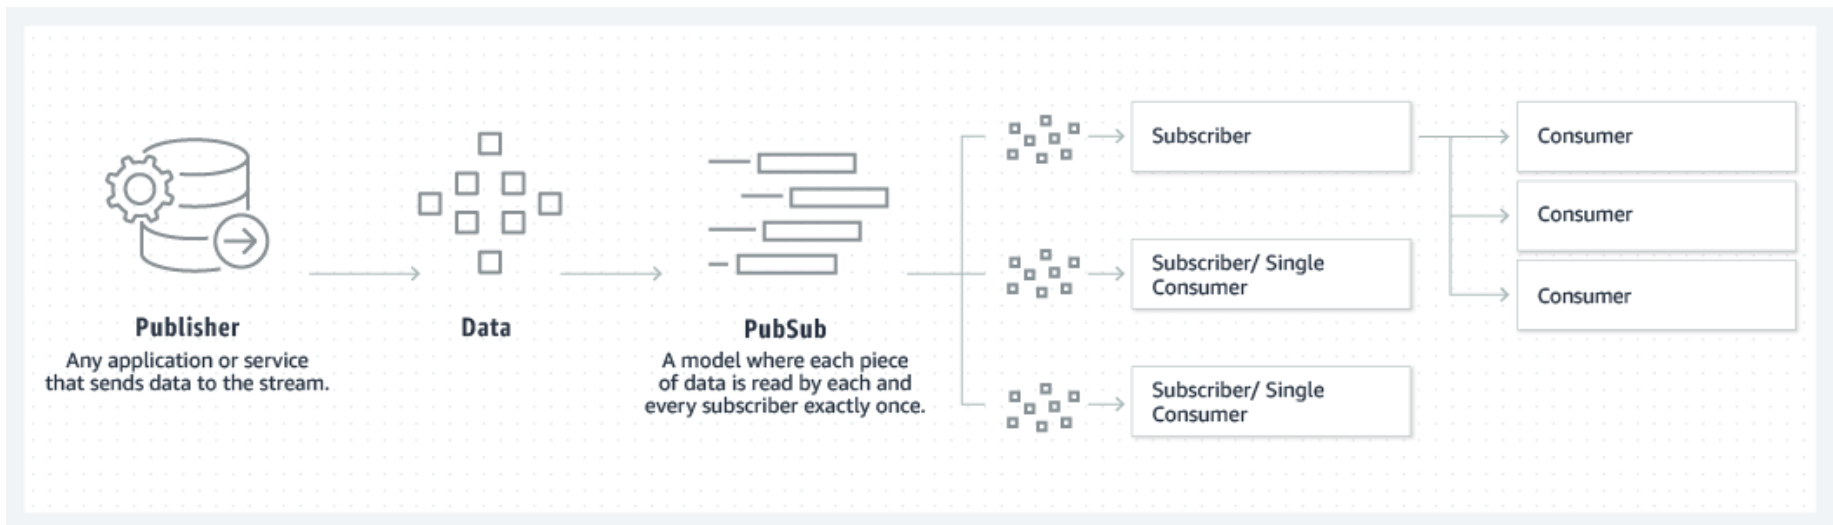 Publisher
Any application or service
that sends data to the stream.
Data
PubSub
A model where each piece
of data is read by each and
every subscriber exactly once.
Subscriber
Subscriber/ Single
Consumer
Subscriber/ Single
Consumer
Consumer
Consumer
Consumer